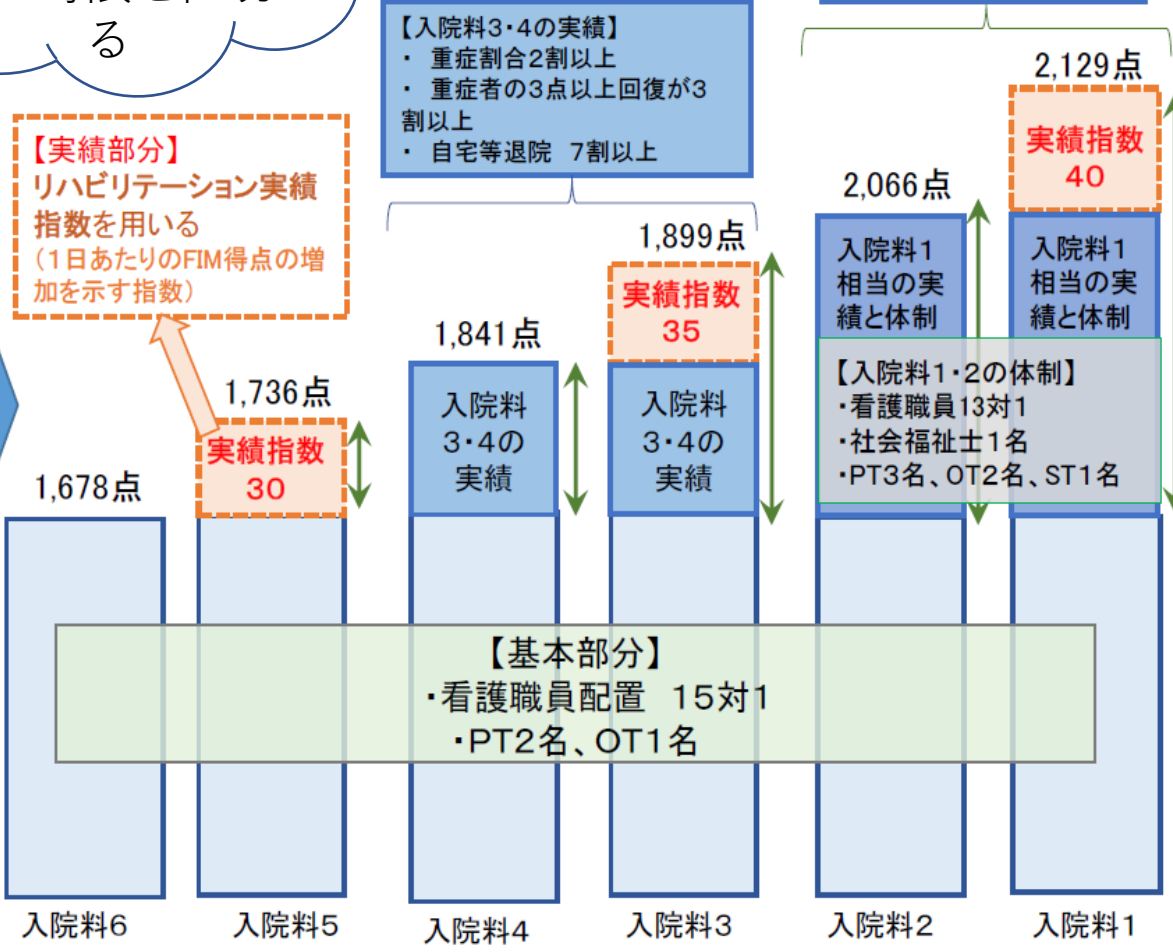 る
【入院料3・4の実績】
・ 重症割合2割以上
・ 重症者の3点以上回復が3
割以上
・ 自宅等退院 7割以上
【実績部分】
リハビリテーション実績
指数を用いる
(1日あたりのFIM得点の増
加を示す指数)
2,129点
実績指数
40
2,066点
入院料1
相当の実
績と体制
入院料1
相当の実
績と体制
1,899点
実績指数
35
1,841点
入院料
3・4の
実績
入院料
3・4の
実績
【入院料1・2の体制】
・看護職員13対1
・社会福祉士1名
・PT3名、OT2名、ST1名
1,736点
実績指数
30
1,678点
【基本部分】
・看護職員配置 15対1
・PT2名、OT1名
入院料6
入院料5
入院料4
入院料3
入院料2
入院料1